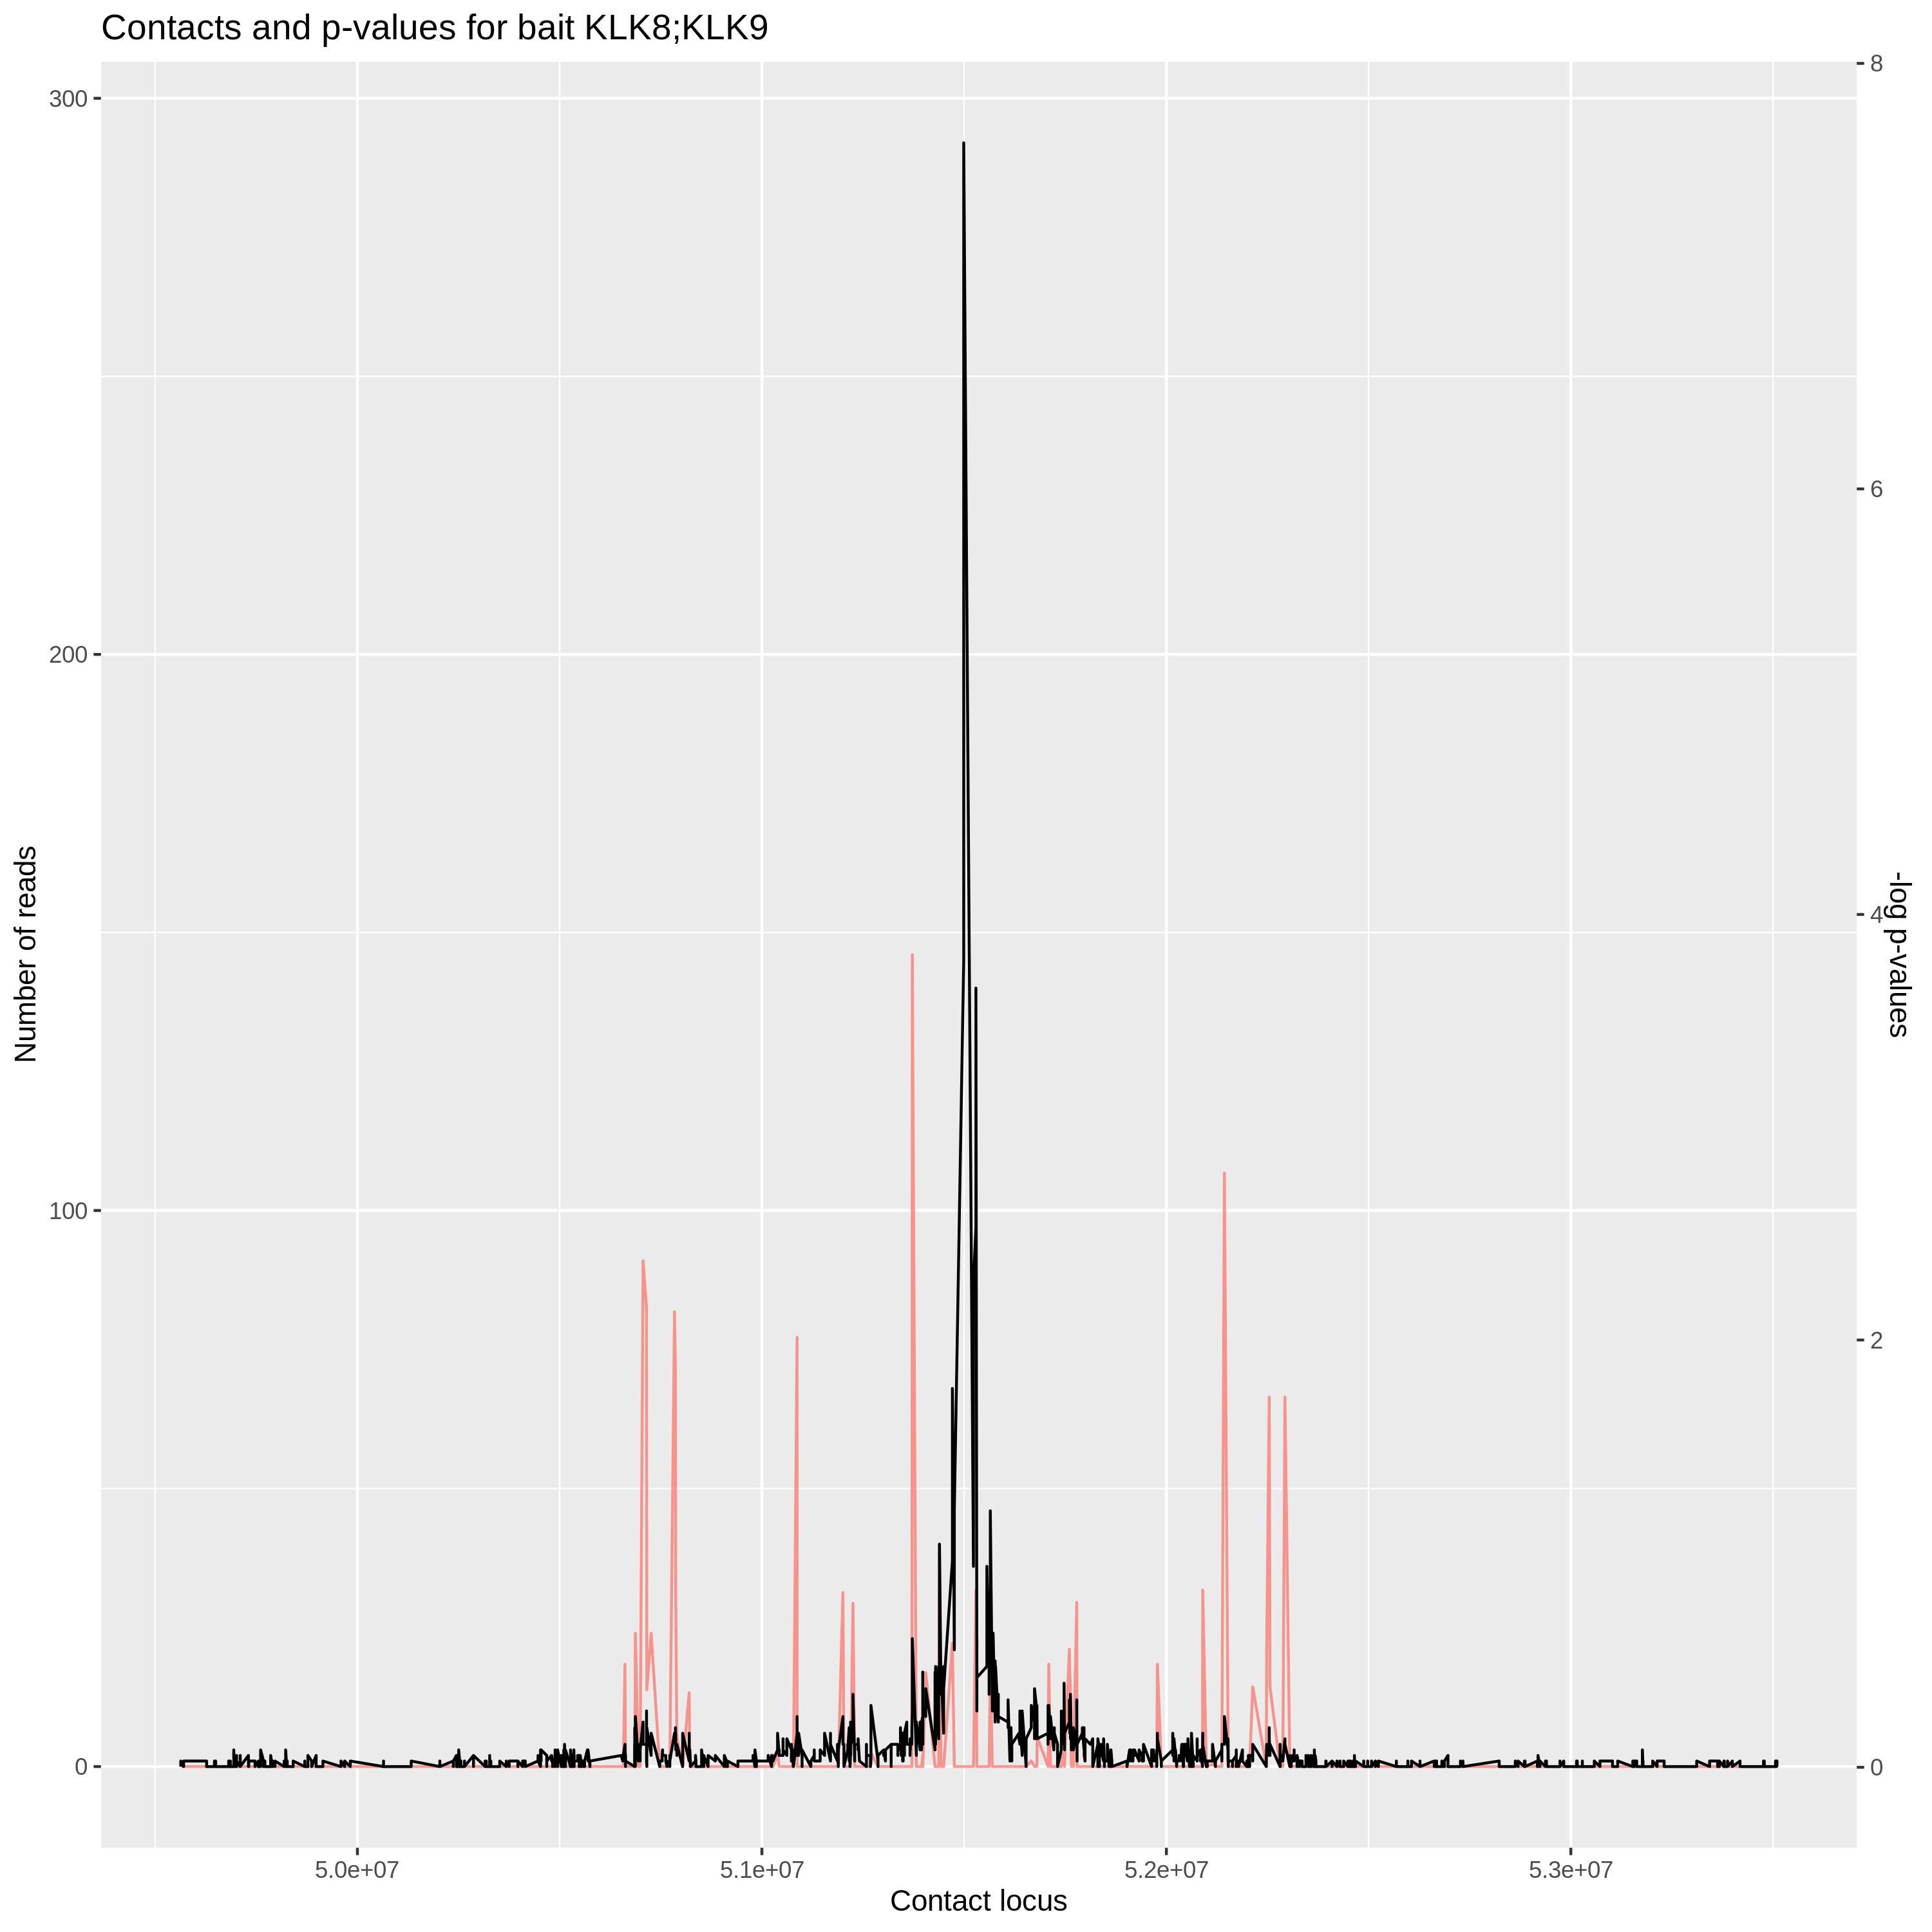 Contacts and p-values for bait KLK8;KLK9
300
200
100
0
Number of reads
8
6
4
2
0
-log p-values
5.0e+07
5.1e+07
5.2e+07
5.3e+07
Contact locus